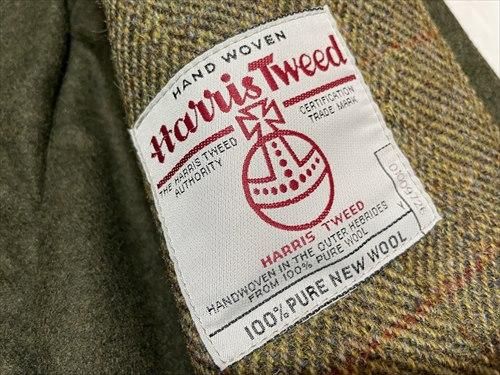 HAND WOVEN
Harris Tweed
THE HARRIS TWEED AUTHORITY
CERTIFICATION TRADE MARK
HARRIS TWEED
HANDWOVEN IN THE OUTER HEBRIDES
FROM 100% PURE WOOL
100% PURE NEW WOOL